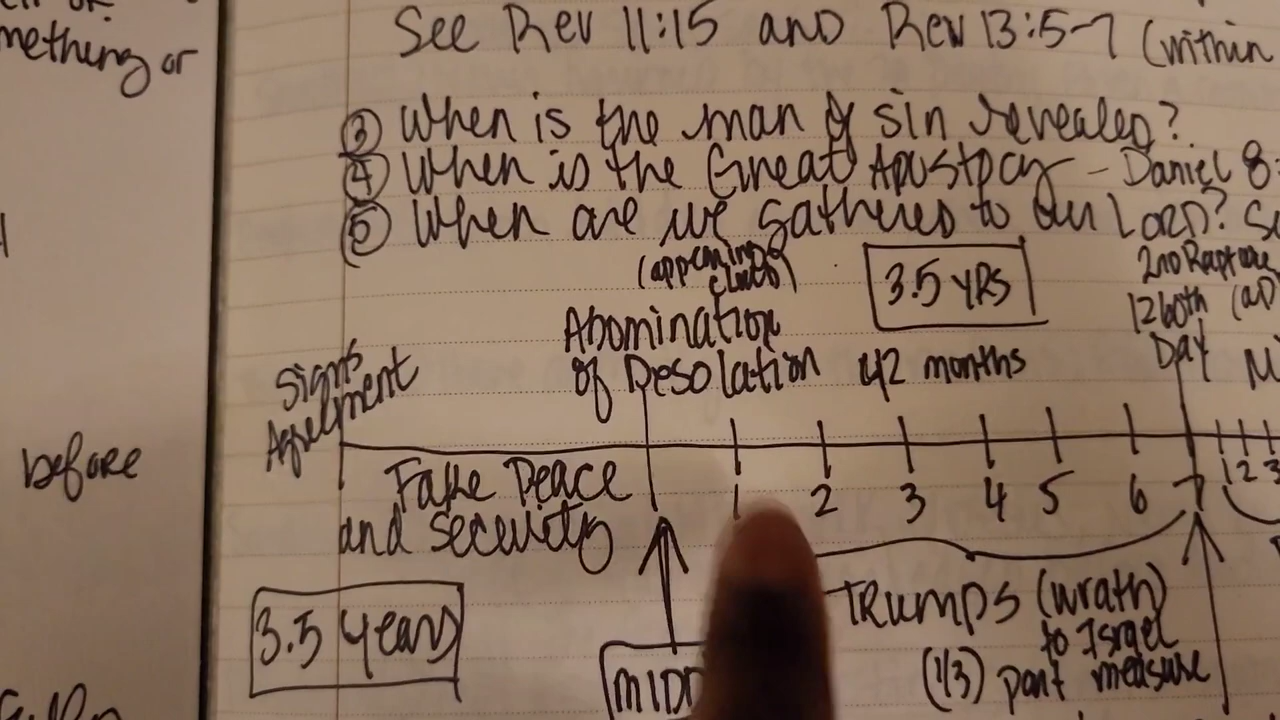 mething or
before
See Rev 11:15 and Rev 13:5-7 (within
③ When is the man of sin revealed?
④ When is the Great Apostacy - Daniel 8:
⑤ When are we gathered to our Lord?
2nd Rapture
1260th
Day
3.5 YRS
Abomination
of Desolation
42 months
Signs
Agreement
Fake Peace
and security
1 2 3 4 5 6 7 1 2 3
3.5 Years
MIDD
TRUMPS (wrath)
to Israel
(1/3) part measure